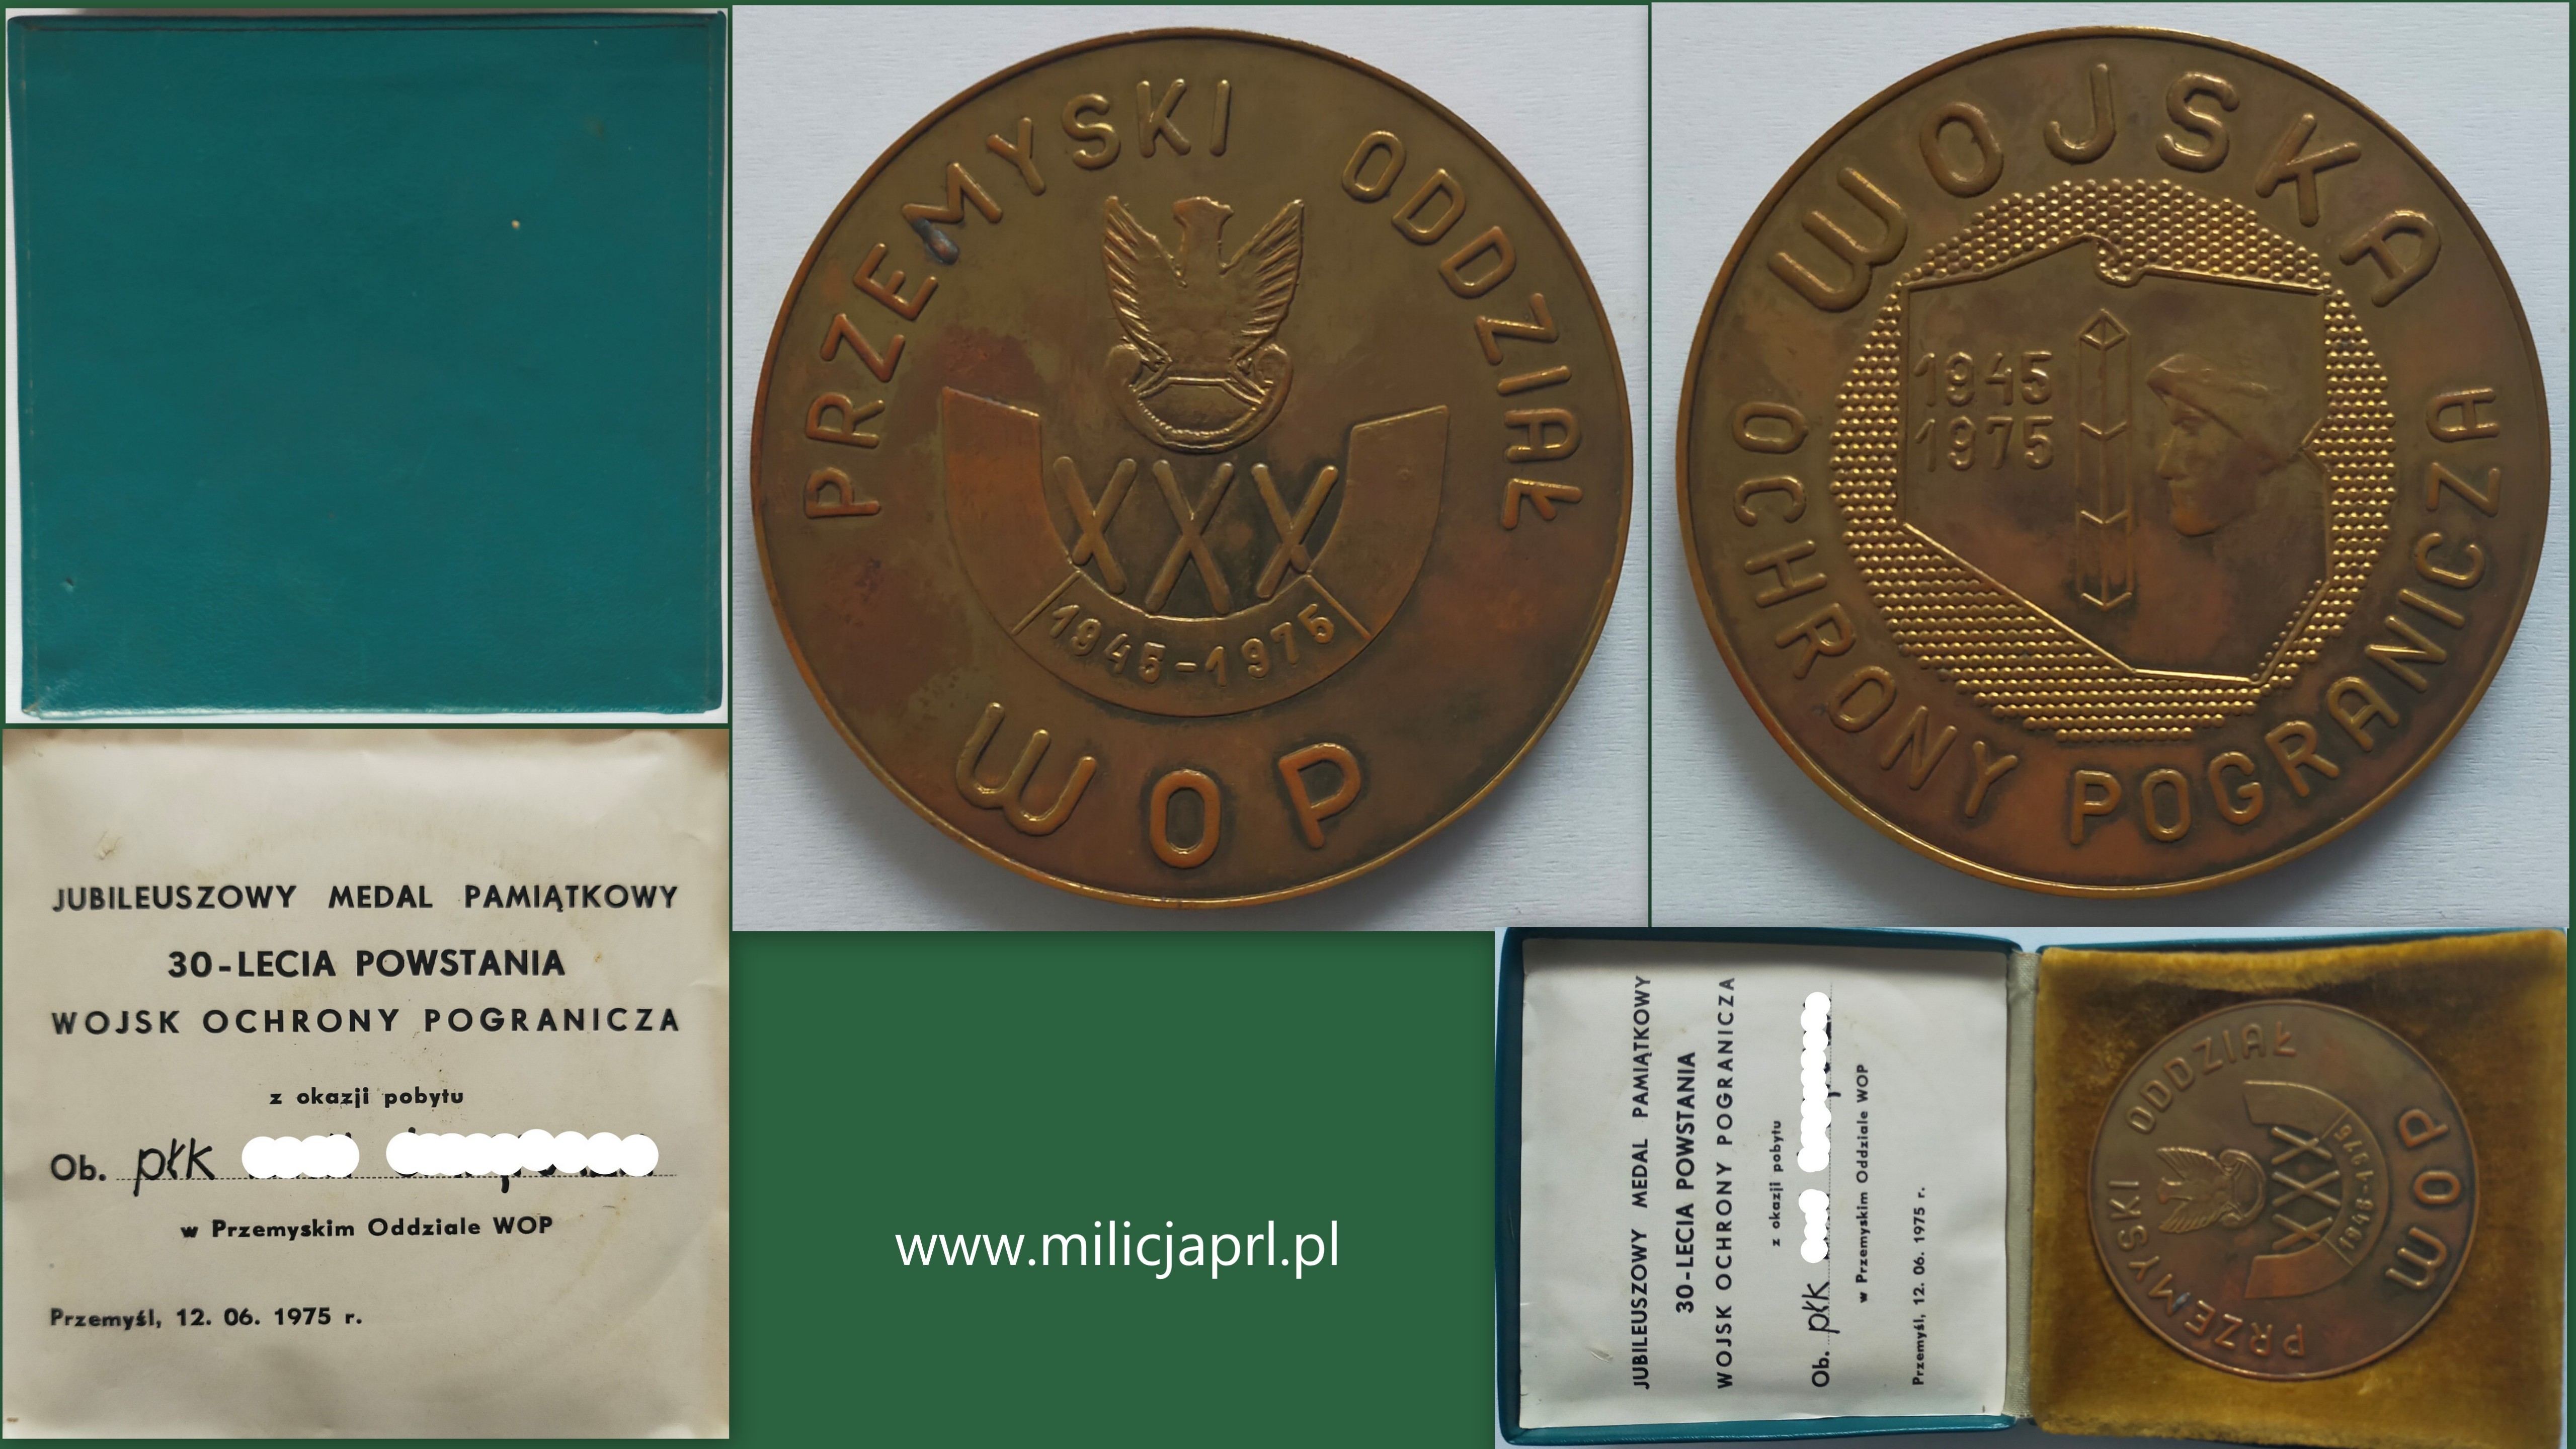 PRZEMYSKI ODDZIAŁ
XXX
1945-1975
WOP
WOJSKA
1945
1975
OCHRONY POGRANICZA
JUBILEUSZOWY MEDAL PAMIĄTKOWY
30-LECIA POWSTANIA
WOJSK OCHRONY POGRANICZA
z okazji pobytu
Ob. płk
w Przemyskim Oddziale WOP
Przemyśl, 12. 06. 1975 r.
www.milicjaprl.pl
JUBILEUSZOWY MEDAL PAMIĄTKOWY
30-LECIA POWSTANIA
WOJSK OCHRONY POGRANICZA
z okazji pobytu
Ob. płk
w Przemyskim Oddziale WOP
Przemyśl, 12. 06. 1975 r.
PRZEMYSKI ODDZIAŁ
XXX
1945-1975
WOP